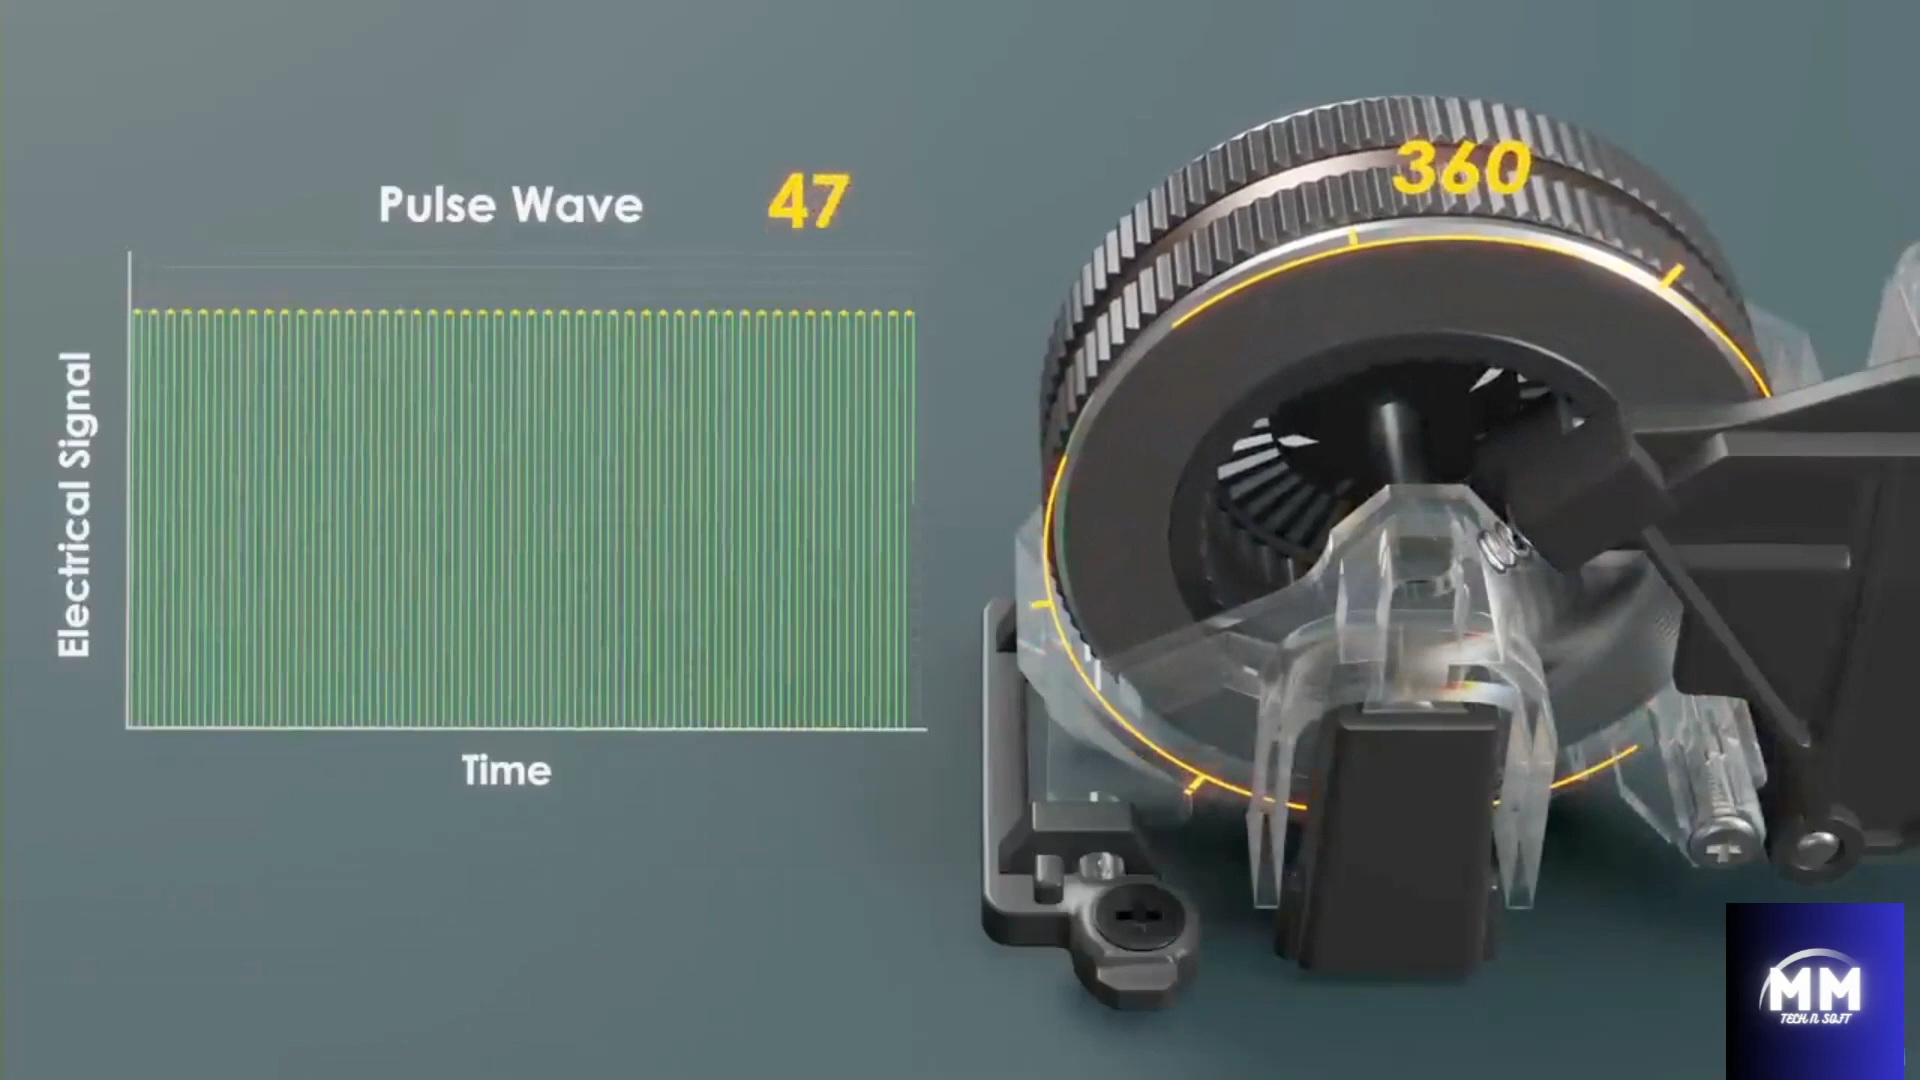 Pulse Wave 47
360
Electrical Signal
Time
MM
TECH N SOFT